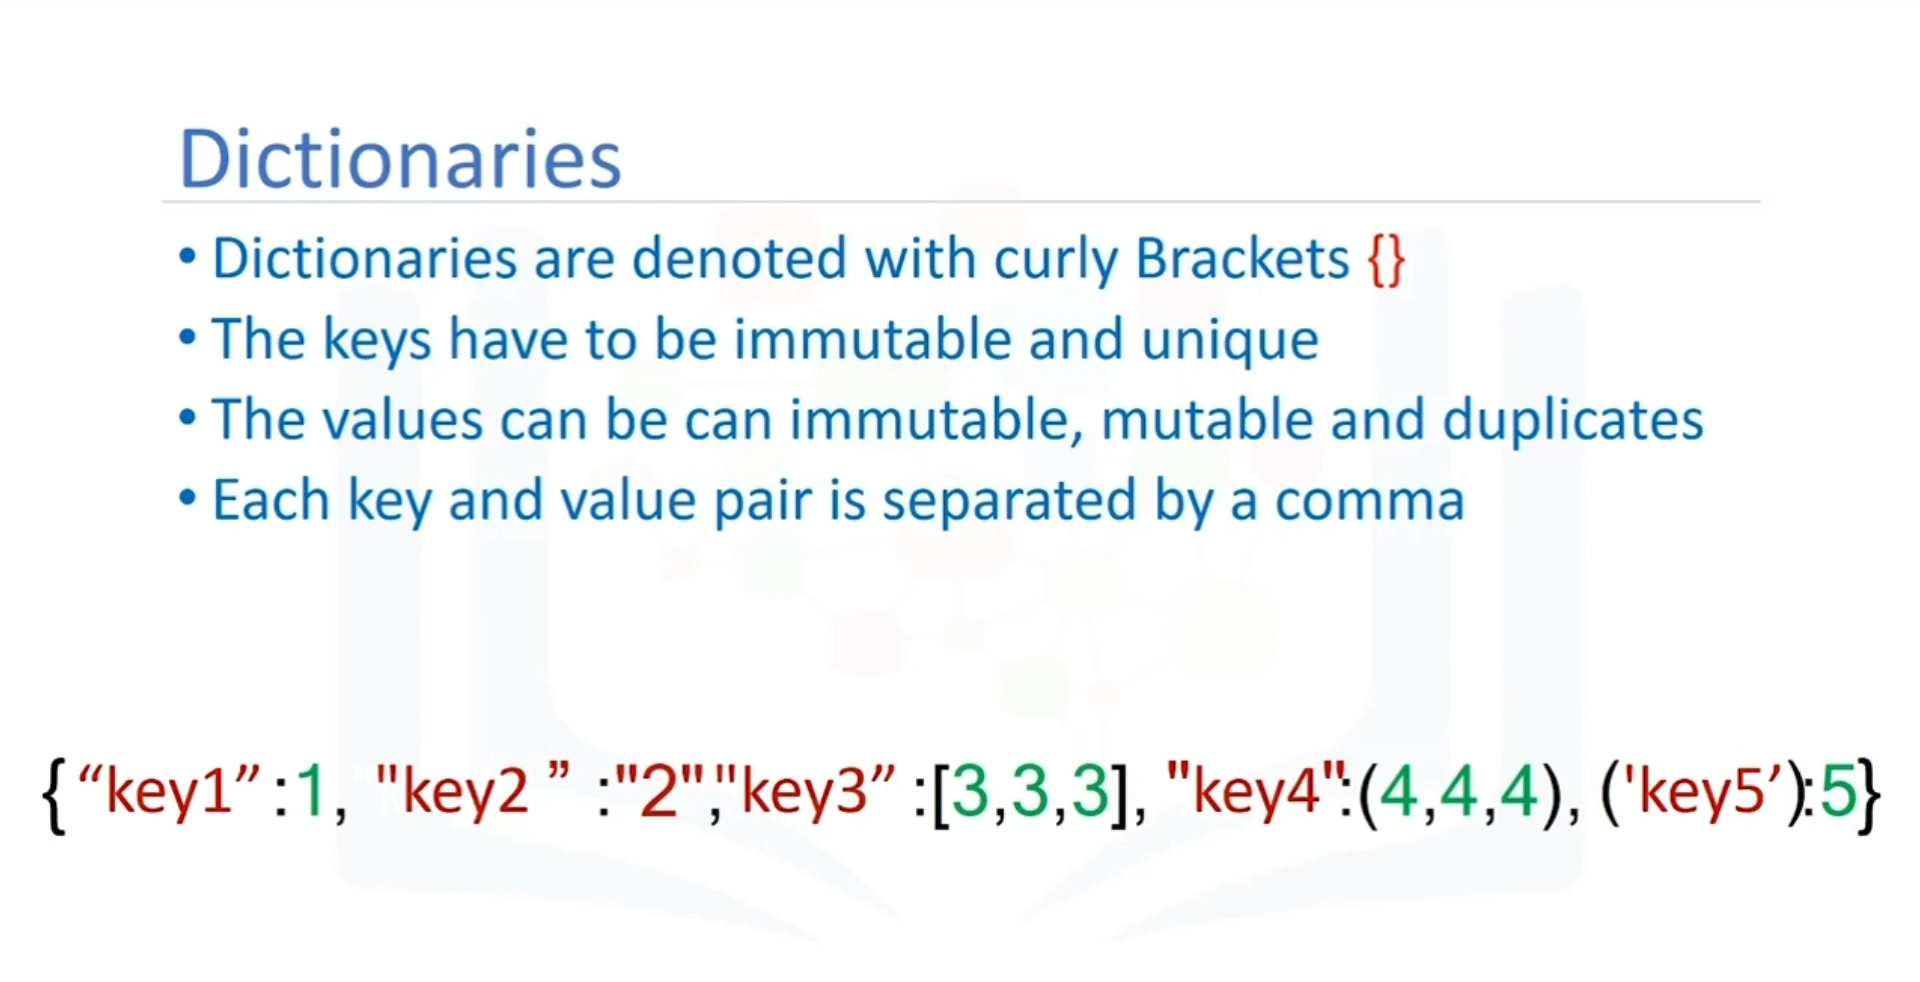 Dictionaries
• Dictionaries are denoted with curly Brackets {}
• The keys have to be immutable and unique
• The values can be can immutable, mutable and duplicates
• Each key and value pair is separated by a comma
{“key1” :1, "key2 ” :"2","key3” :[3,3,3], "key4":(4,4,4), ('key5’):5}